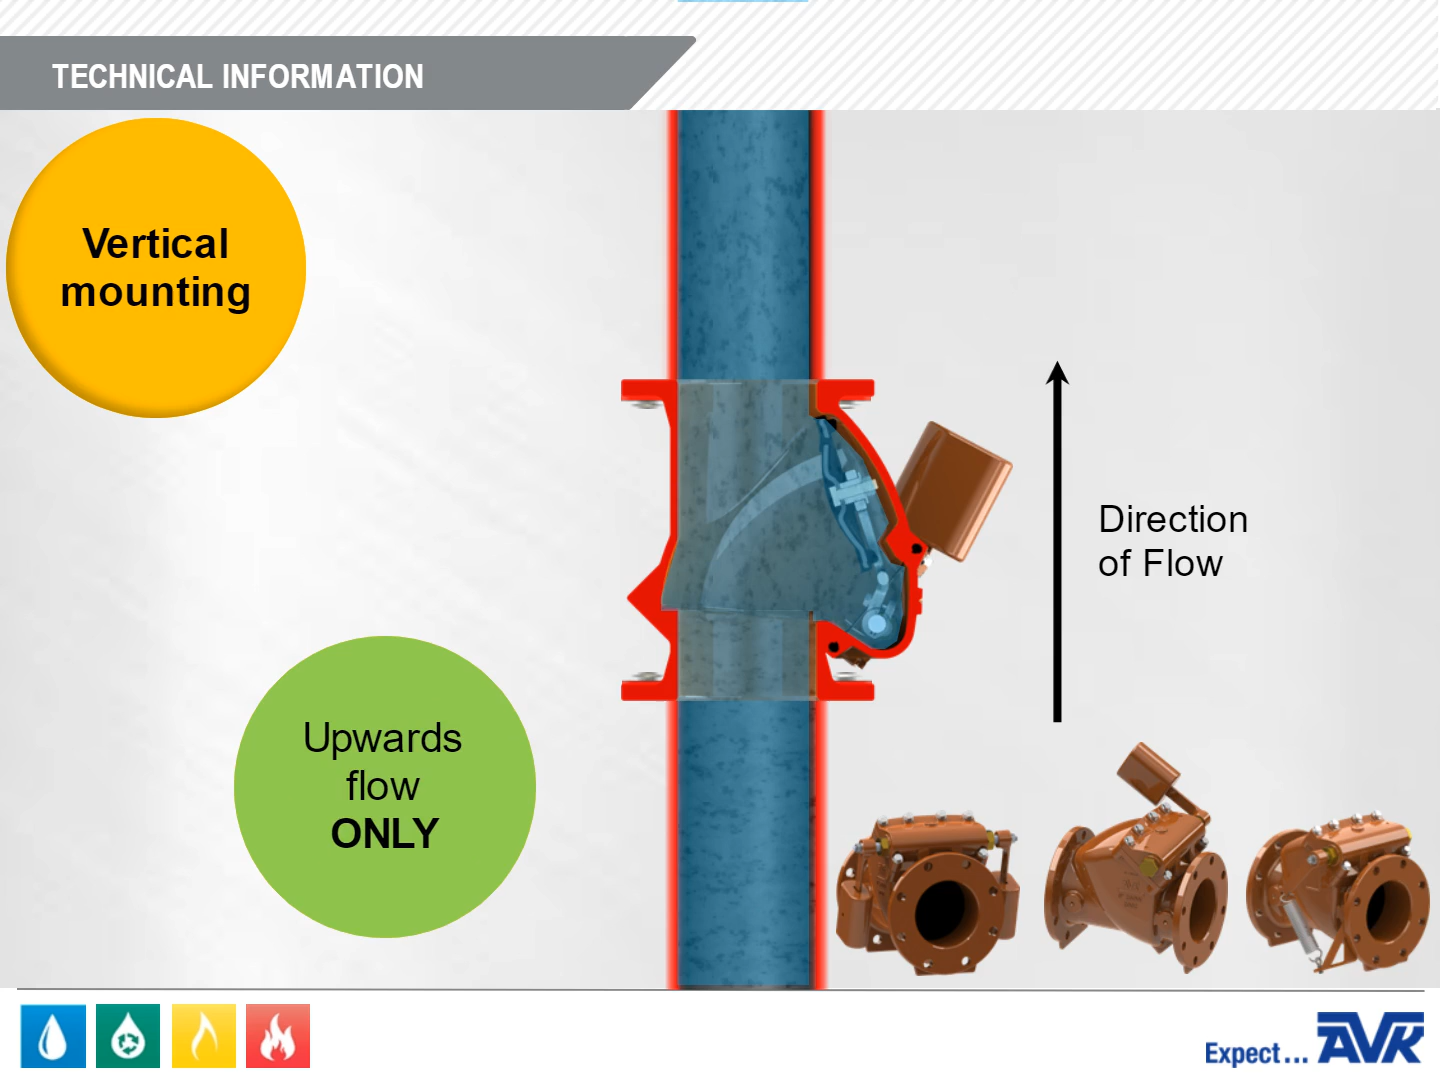 TECHNICAL INFORMATION
Vertical
mounting
Direction
of Flow
Upwards
flow
ONLY
Expect... AVK